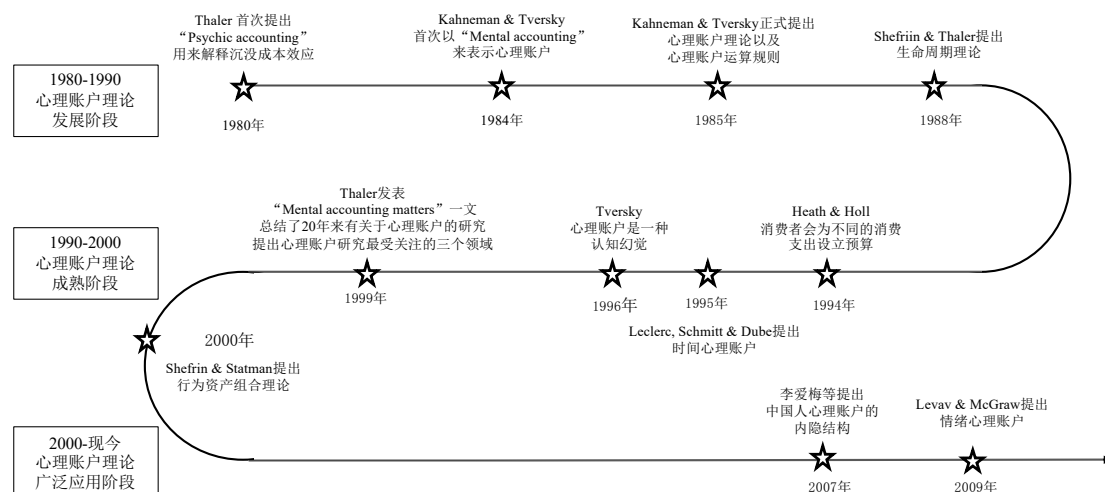 Thaler 首次提出
“Psychic accounting”
用来解释沉没成本效应
Kahneman & Tversky
首次以“Mental accounting”
来表示心理账户
Kahneman & Tversky正式提出
心理账户理论以及
心理账户运算规则
Shefriin & Thaler提出
生命周期理论
1980-1990
心理账户理论
发展阶段
1980年
1984年
1985年
1988年
Thaler发表
“Mental accounting matters”一文
总结了20年来有关于心理账户的研究
提出心理账户研究最受关注的三个领域
Tversky
心理账户是一种
认知幻觉
Heath & Holl
消费者会为不同的消费
支出设立预算
1990-2000
心理账户理论
成熟阶段
1999年
1996年
1995年
1994年
Leclerc, Schmitt & Dube提出
时间心理账户
2000年
Shefrin & Statman提出
行为资产组合理论
李爱梅等提出
中国人心理账户的
内隐结构
Levav & McGraw提出
情绪心理账户
2000-现今
心理账户理论
广泛应用阶段
2007年
2009年